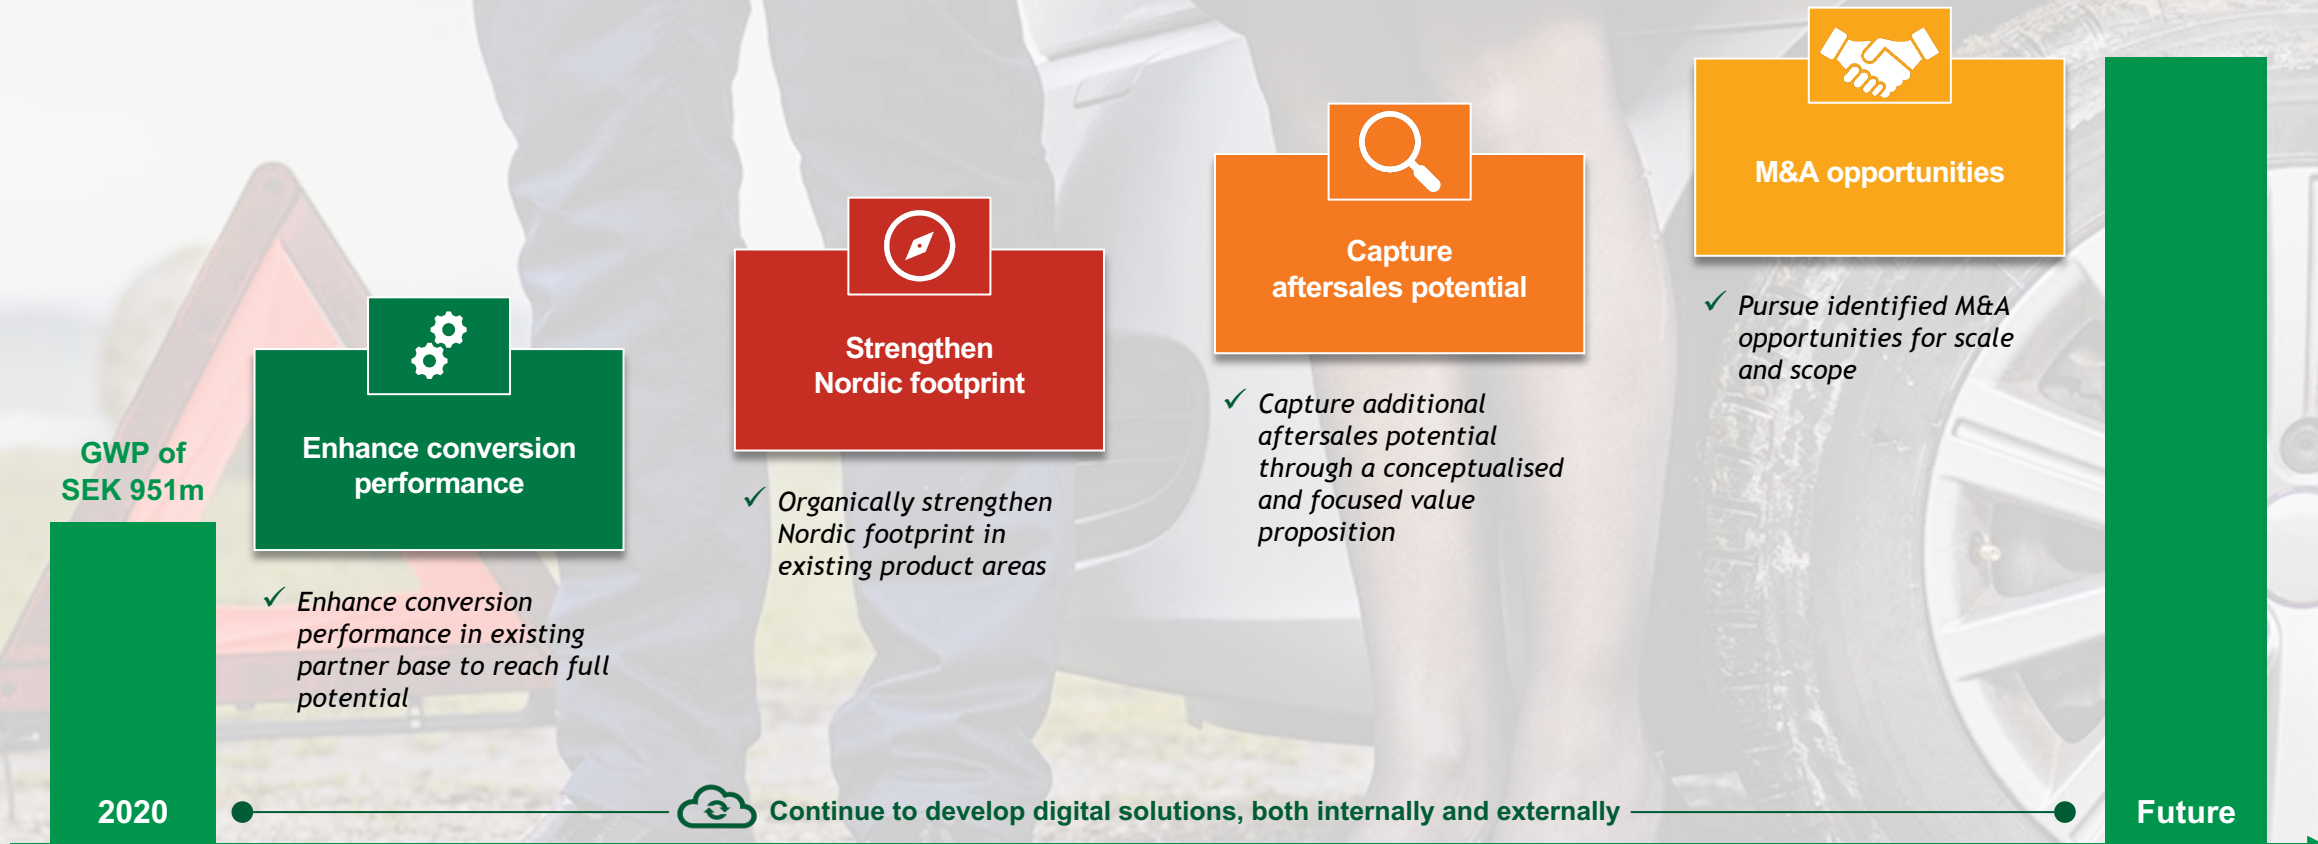 GWP of
SEK 951m
2020
Enhance conversion
performance
✓ Enhance conversion
performance in existing
partner base to reach full
potential
Strengthen
Nordic footprint
✓ Organically strengthen
Nordic footprint in
existing product areas
Capture
aftersales potential
✓ Capture additional
aftersales potential
through a conceptualised
and focused value
proposition
M&A opportunities
✓ Pursue identified M&A
opportunities for scale
and scope
Continue to develop digital solutions, both internally and externally
Future